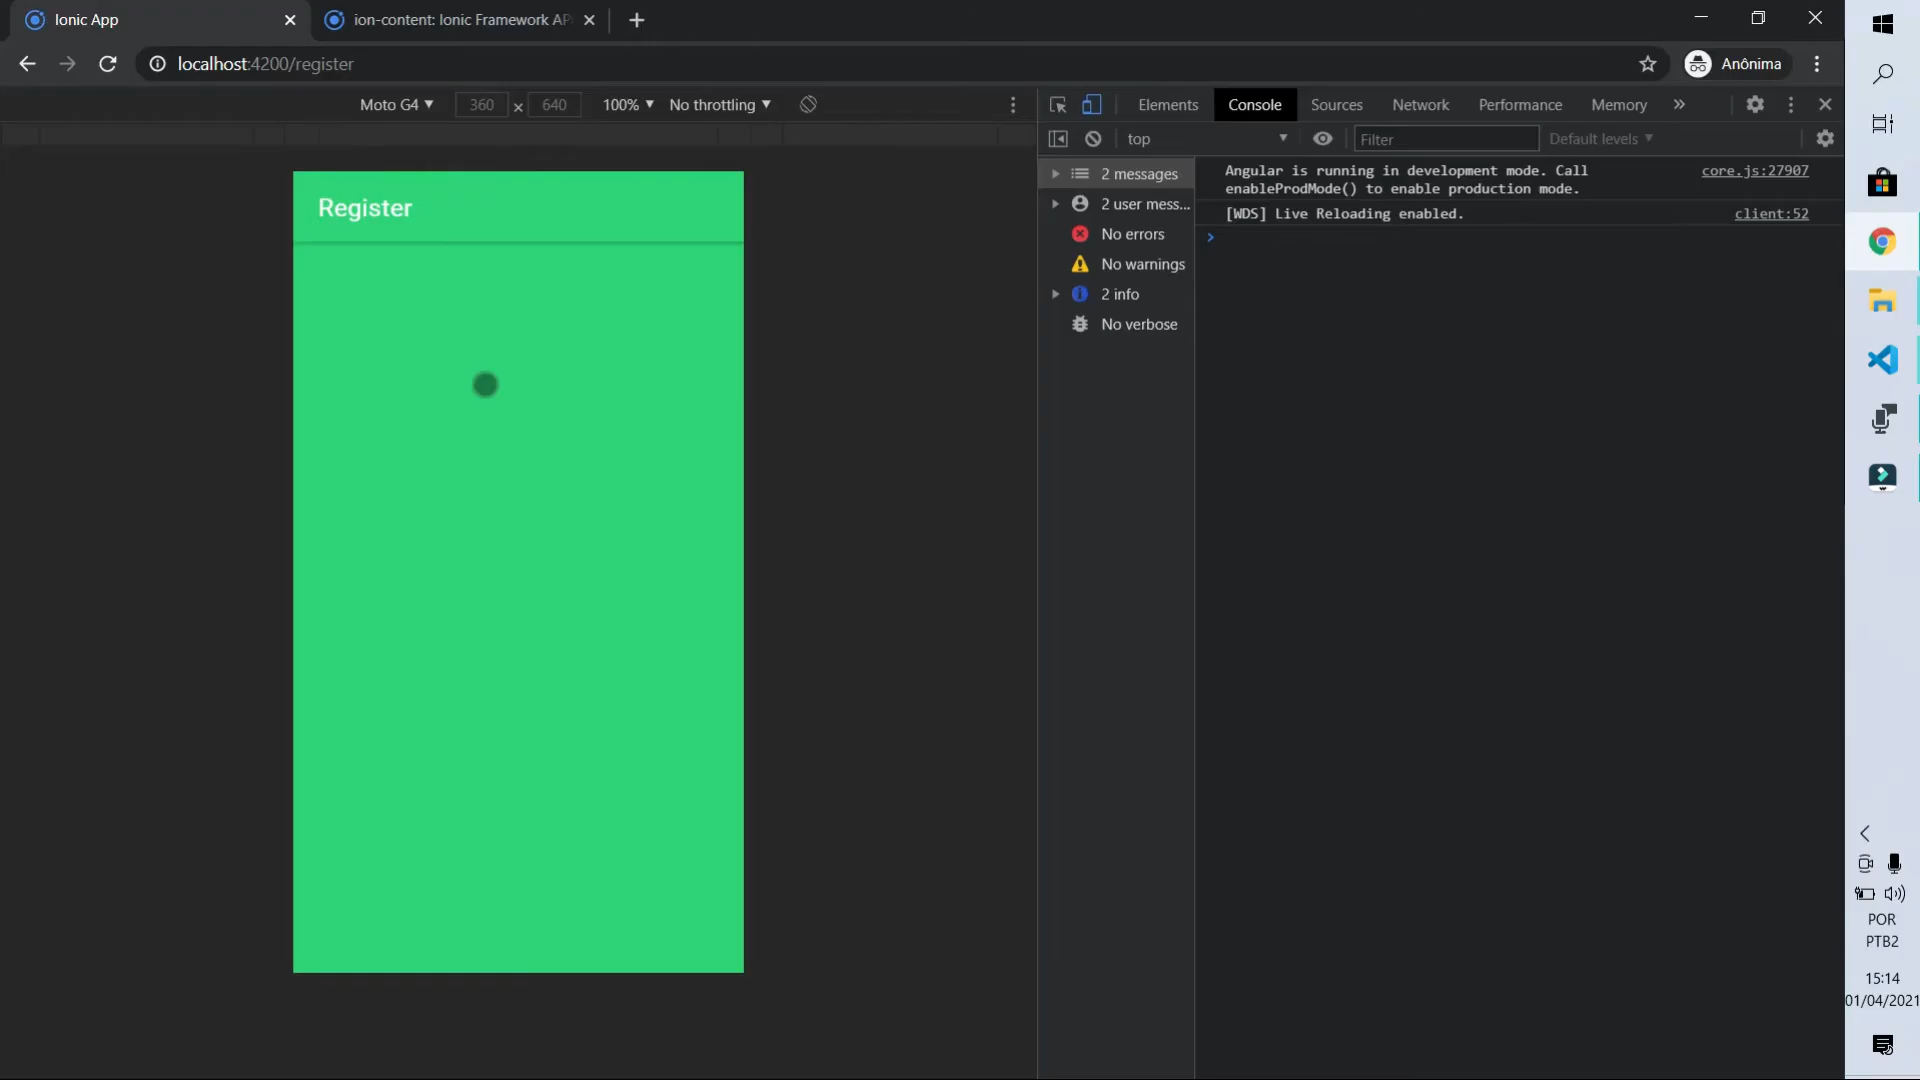 Ionic App
ion-content: Ionic Framework AP
localhost:4200/register
Anônima
Moto G4 360 × 640 100% No throttling
Elements Console Sources Network Performance Memory
top Filter Default levels
Register
2 messages
2 user mess...
No errors
No warnings
2 info
No verbose
Angular is running in development mode. Call core.js:27907
enableProdMode() to enable production mode.
[WDS] Live Reloading enabled. client:52
POR
PTB2
15:14
01/04/2021